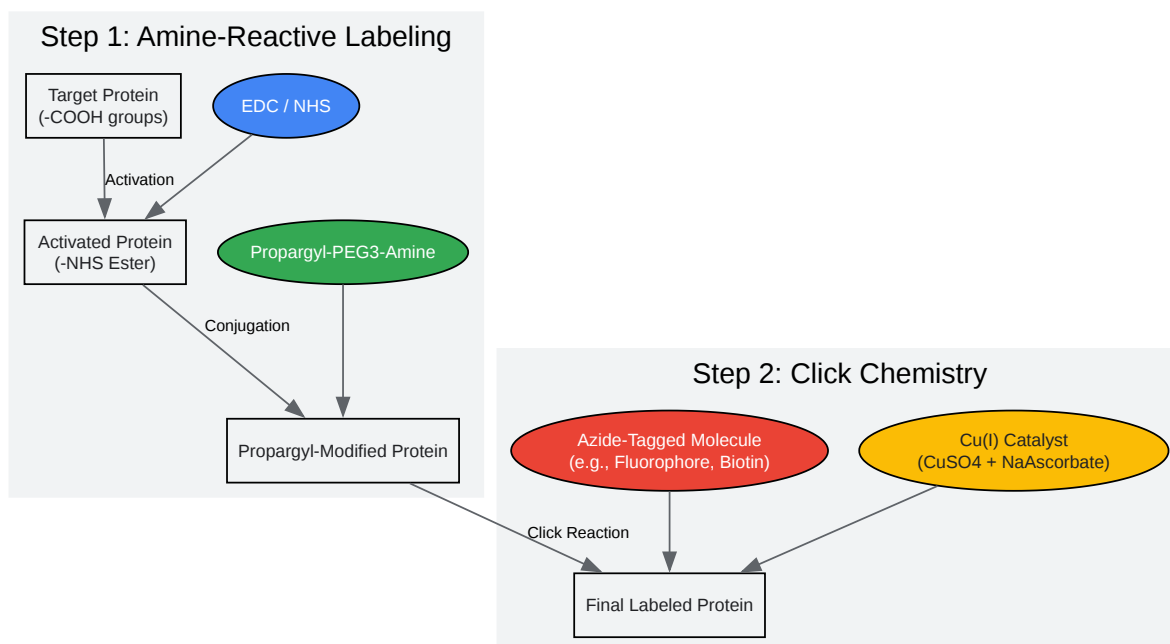 Step 1: Amine-Reactive Labeling
Target Protein
(-COOH groups)
EDC / NHS
Activation
Activated Protein
(-NHS Ester)
Propargyl-PEG3-Amine
Conjugation
Propargyl-Modified Protein
Step 2: Click Chemistry
Azide-Tagged Molecule
(e.g., Fluorophore, Biotin)
Cu(I) Catalyst
(CuSO4 + NaAscorbate)
Click Reaction
Final Labeled Protein